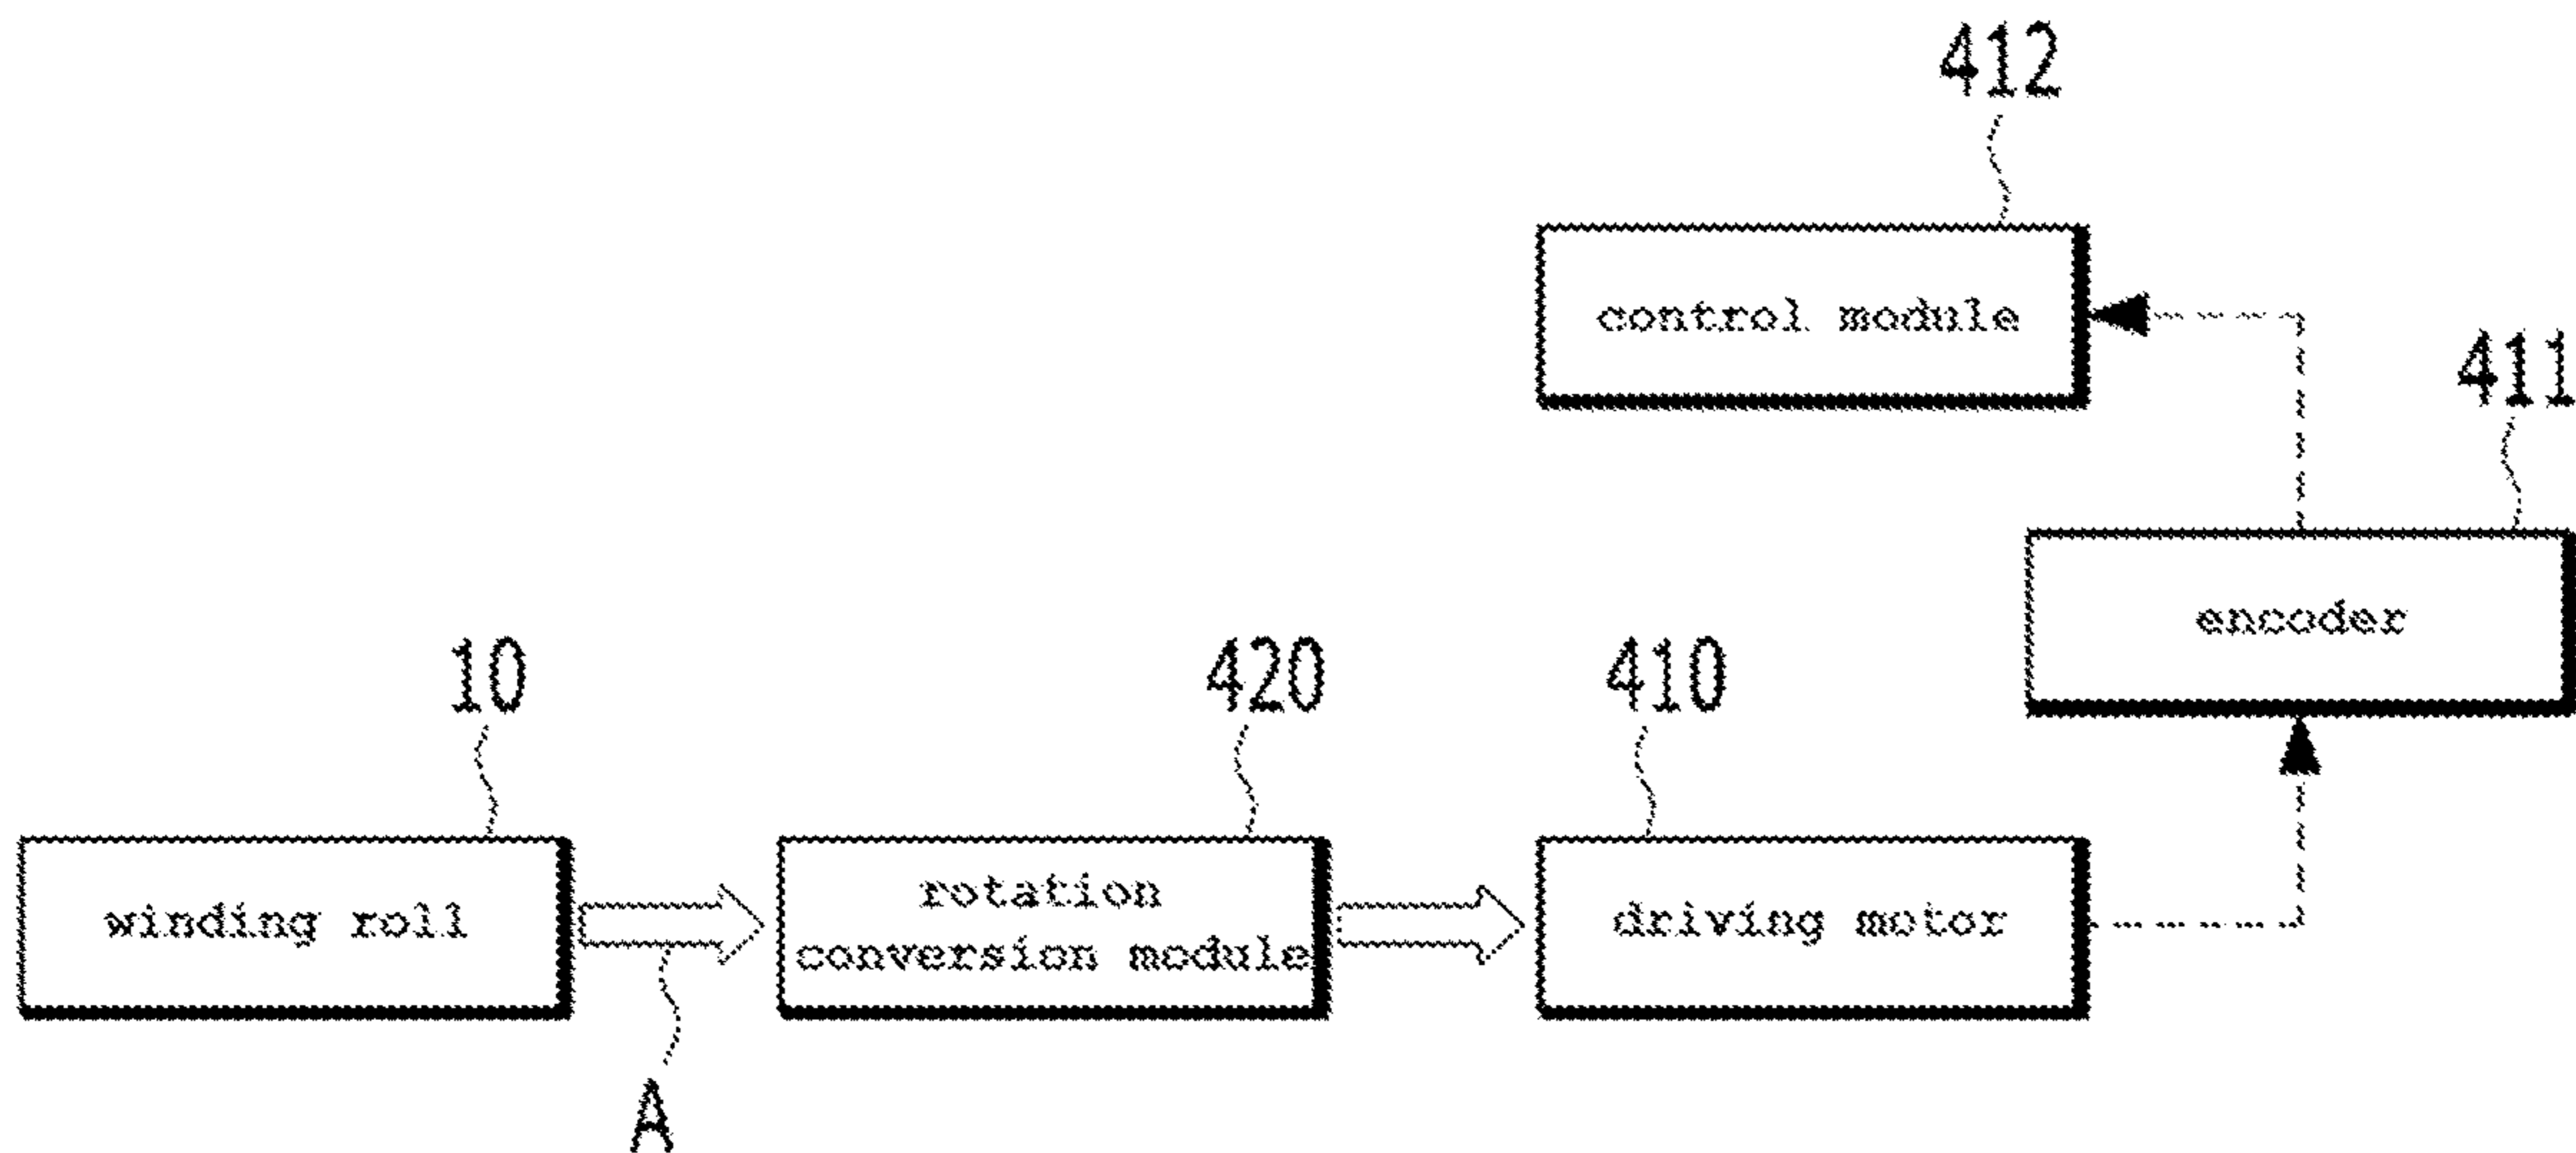 412
control module
411
encoder
10
420
410
winding roll
rotation
conversion module
driving motor
A